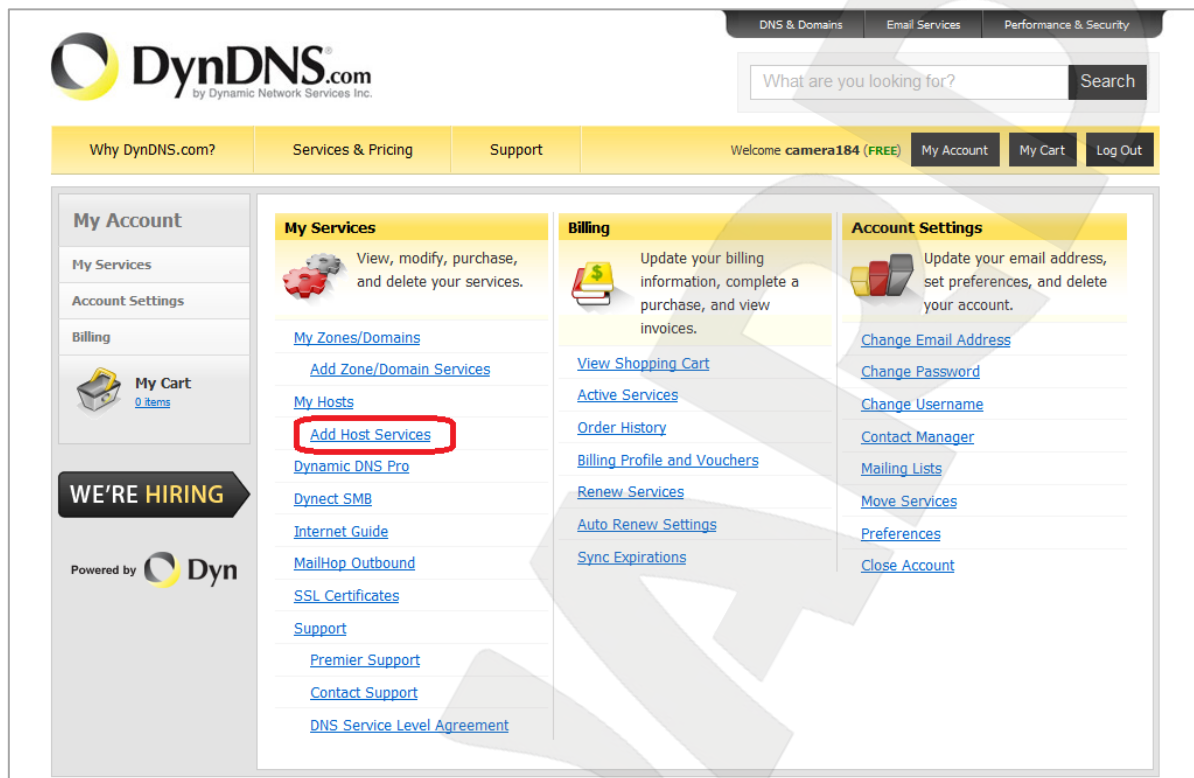 DNS & Domains Email Services Performance & Security
DynDNS.com
by Dynamic Network Services Inc.
What are you looking for? Search
Why DynDNS.com? Services & Pricing Support Welcome camera184 (FREE) My Account My Cart Log Out
My Account
My Services
Account Settings
Billing
My Cart
0 items
WE'RE HIRING
Powered by Dyn
My Services
View, modify, purchase,
and delete your services.
My Zones/Domains
Add Zone/Domain Services
My Hosts
Add Host Services
Dynamic DNS Pro
Dynect SMB
Internet Guide
MailHop Outbound
SSL Certificates
Support
Premier Support
Contact Support
DNS Service Level Agreement
Billing
Update your billing
information, complete a
purchase, and view
invoices.
View Shopping Cart
Active Services
Order History
Billing Profile and Vouchers
Renew Services
Auto Renew Settings
Sync Expirations
Account Settings
Update your email address,
set preferences, and delete
your account.
Change Email Address
Change Password
Change Username
Contact Manager
Mailing Lists
Move Services
Preferences
Close Account